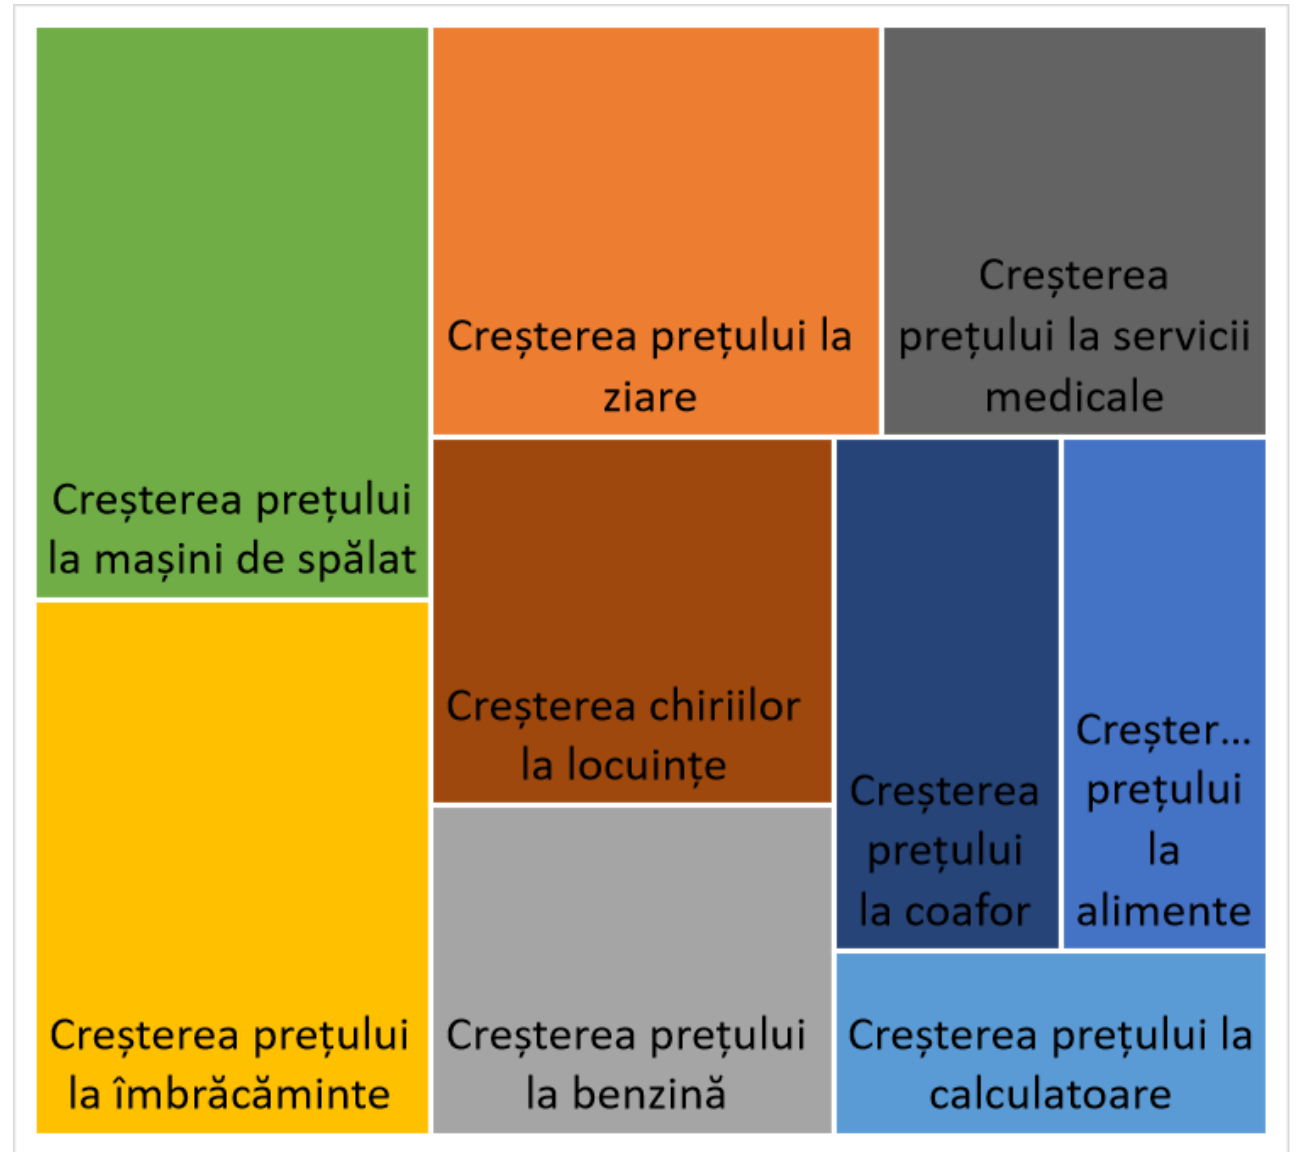 Creșterea prețului
la mașini de spălat
Creșterea prețului la
ziare
Creșterea
prețului la servicii
medicale
Creșterea chiriilor
la locuințe
Creșterea
prețului
la coafor
Creșter...
prețului
la
alimente
Creșterea prețului
la îmbrăcăminte
Creșterea prețului
la benzină
Creșterea prețului la
calculatoare